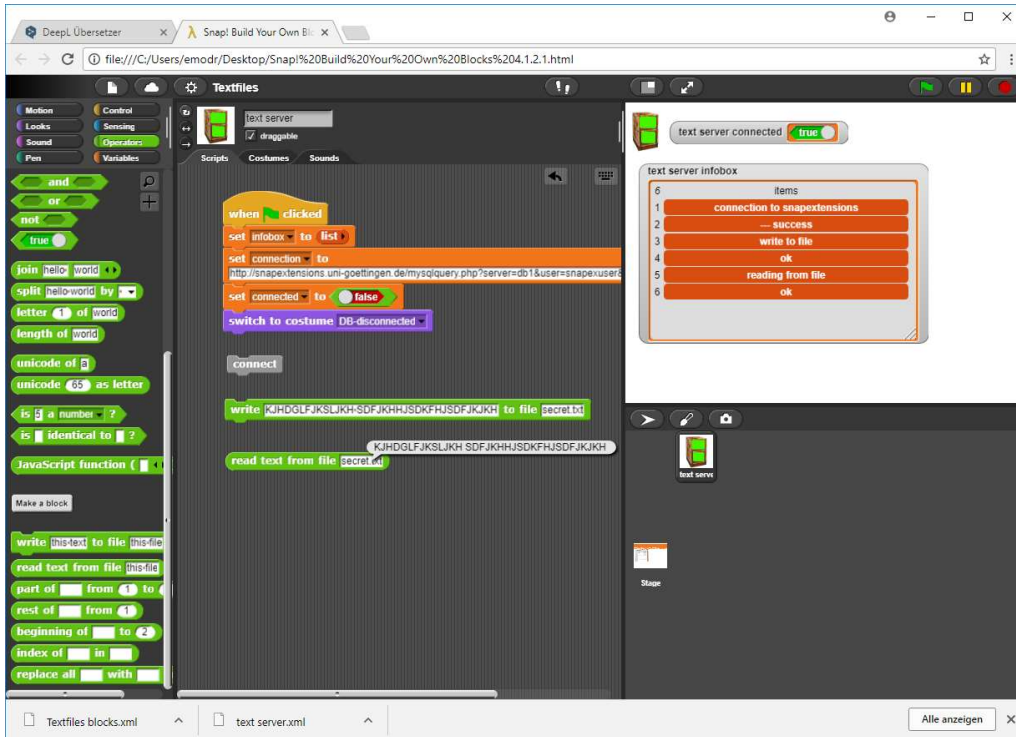 DeepL Übersetzer
Snap! Build Your Own Blo
file:///C:/Users/emodr/Desktop/Snap!%20Build%20Your%20Own%20Blocks%204.1.2.1.html
Textfiles
Motion Control
Looks Sensing
Sound Operators
Pen Variables
and
or
not
true
join hello world
split hello world by
letter 1 of world
length of world
unicode of a
unicode 65 as letter
is 5 a number ?
is identical to ?
JavaScript function (
Make a block
write this-text to file this-file
read text from file this-file
part of from 1 to
rest of from 1
beginning of to 2
index of in
replace all with
text server
draggable
Scripts Costumes Sounds
when clicked
set infobox to list
set connection to
http://snapextensions.uni-goettingen.de/mysqlquery.php?server=db1&user=snapexuser&
set connected to false
switch to costume DB-disconnected
connect
write KJHDGLFJKSLJKH-SDFJKHHJSDKFHJSDFJKJKH to file secret.txt
KJHDGLFJKSLJKH SDFJKHHJSDKFHJSDFJKJKH
read text from file secret.txt
text server connected true
text server infobox
6 items
1 connection to snapextensions
2 --- success
3 write to file
4 ok
5 reading from file
6 ok
text serve
Stage
Textfiles blocks.xml
text server.xml
Alle anzeigen